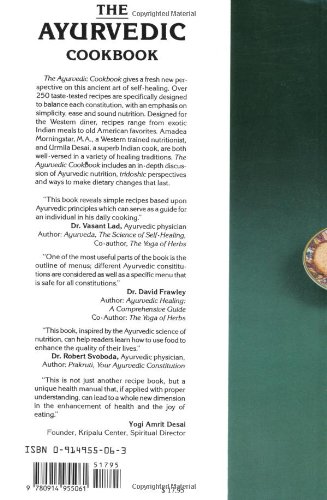 Copyrighted Material
THE
AYURVEDIC
COOKBOOK
The Ayurvedic Cookbook gives a fresh new per-
spective on this ancient art of self-healing. Over
250 taste-tested recipes are specifically designed
to balance each constitution, with an emphasis on
simplicity, ease and sound nutrition. Designed for
the Western diner, recipes range from exotic
Indian meals to old American favorites. Amadea
Morningstar, M.A., a Western trained nutritionist,
and Urmila Desai, a superb Indian cook, are both
well-versed in a variety of healing traditions. The
Ayurvedic Cookbook includes an in-depth discus-
sion of Ayurvedic nutrition, tridoshic perspectives
and ways to make dietary changes that last.
"This book reveals simple recipes based upon
Ayurvedic principles which can serve as a guide for
an individual in his daily cooking."
Dr. Vasant Lad, Ayurvedic physician
Author: Ayurveda, The Science of Self-Healing,
Co-author, The Yoga of Herbs
"One of the most useful parts of the book is the
outline of menus; different Ayurvedic constitu-
tions are considered as well as a specific menu that
is safe for all constitutions."
Dr. David Frawley
Author: Ayurvedic Healing:
A Comprehensive Guide
Co-Author: The Yoga of Herbs
"This book, inspired by the Ayurvedic science of
nutrition, can help readers learn how to use food to
enhance the quality of their lives."
Dr. Robert Svoboda, Ayurvedic physician,
Author: Prakruti, Your Ayurvedic Constitution
"This is not just another recipe book, but a
unique health manual that, if applied with proper
understanding, can lead to a whole new dimension
in the enhancement of health and the joy of
eating."
Yogi Amrit Desai
Founder, Kripalu Center, Spiritual Director
ISBN 0-914955-06-3
51795
9 780914 955061
$17.95
Copyrighted Material